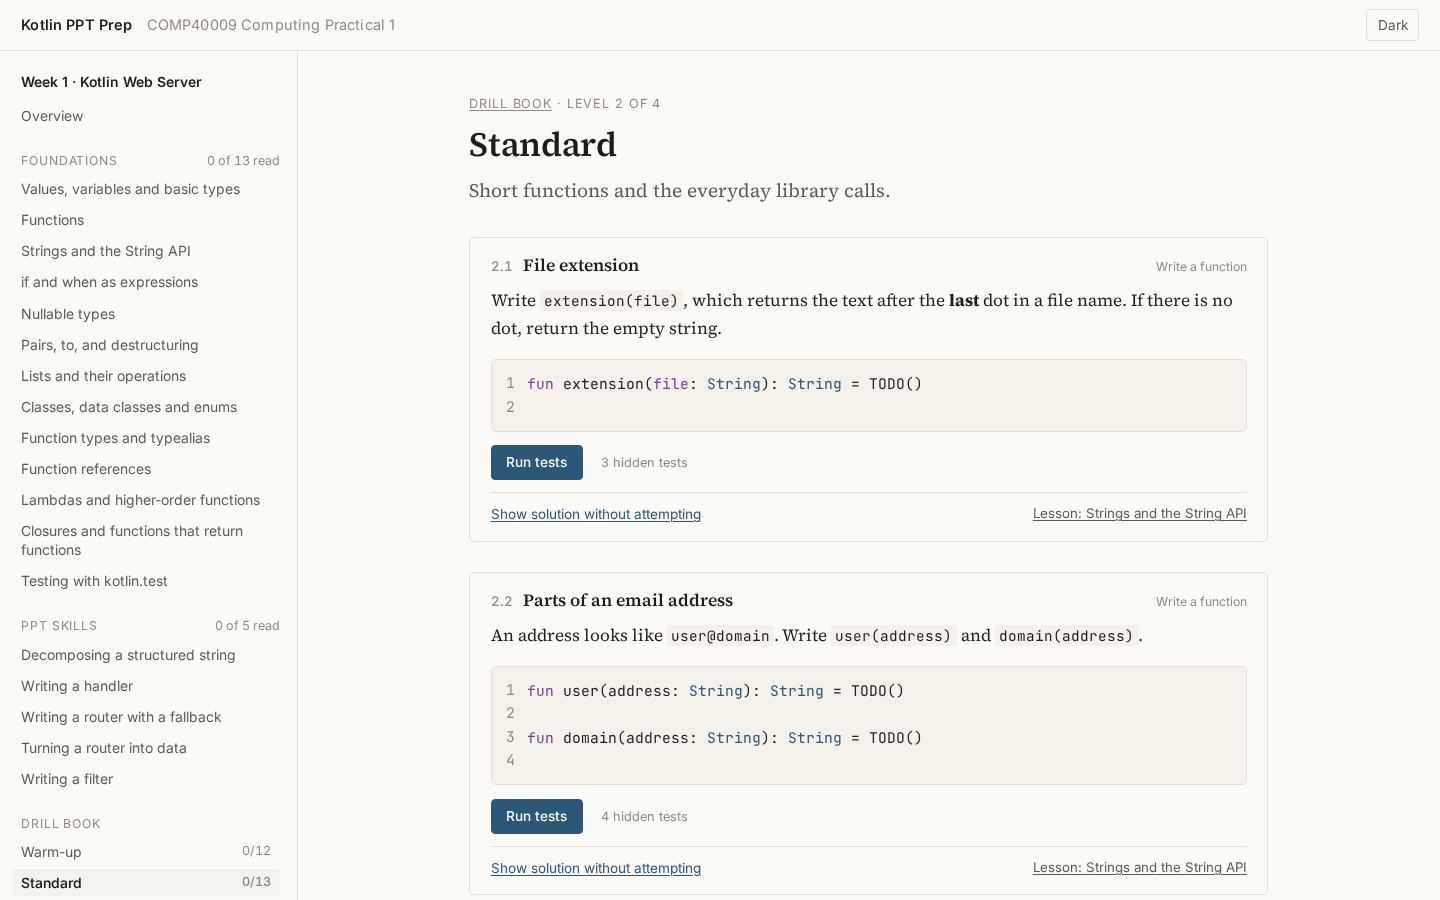 Kotlin PPT Prep COMP40009 Computing Practical 1 Dark
Week 1 · Kotlin Web Server
Overview
FOUNDATIONS 0 of 13 read
Values, variables and basic types
Functions
Strings and the String API
if and when as expressions
Nullable types
Pairs, to, and destructuring
Lists and their operations
Classes, data classes and enums
Function types and typealias
Function references
Lambdas and higher-order functions
Closures and functions that return
functions
Testing with kotlin.test
PPT SKILLS 0 of 5 read
Decomposing a structured string
Writing a handler
Writing a router with a fallback
Turning a router into data
Writing a filter
DRILL BOOK
Warm-up 0/12
Standard 0/13
DRILL BOOK · LEVEL 2 OF 4
Standard
Short functions and the everyday library calls.
2.1 File extension Write a function
Write extension(file), which returns the text after the last dot in a file name. If there is no
dot, return the empty string.
1 fun extension(file: String): String = TODO()
2
Run tests 3 hidden tests
Show solution without attempting Lesson: Strings and the String API
2.2 Parts of an email address Write a function
An address looks like user@domain. Write user(address) and domain(address).
1 fun user(address: String): String = TODO()
2
3 fun domain(address: String): String = TODO()
4
Run tests 4 hidden tests
Show solution without attempting Lesson: Strings and the String API